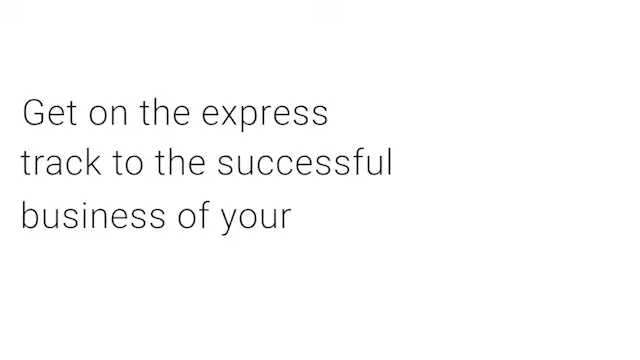 Get on the express
track to the successful
business of your